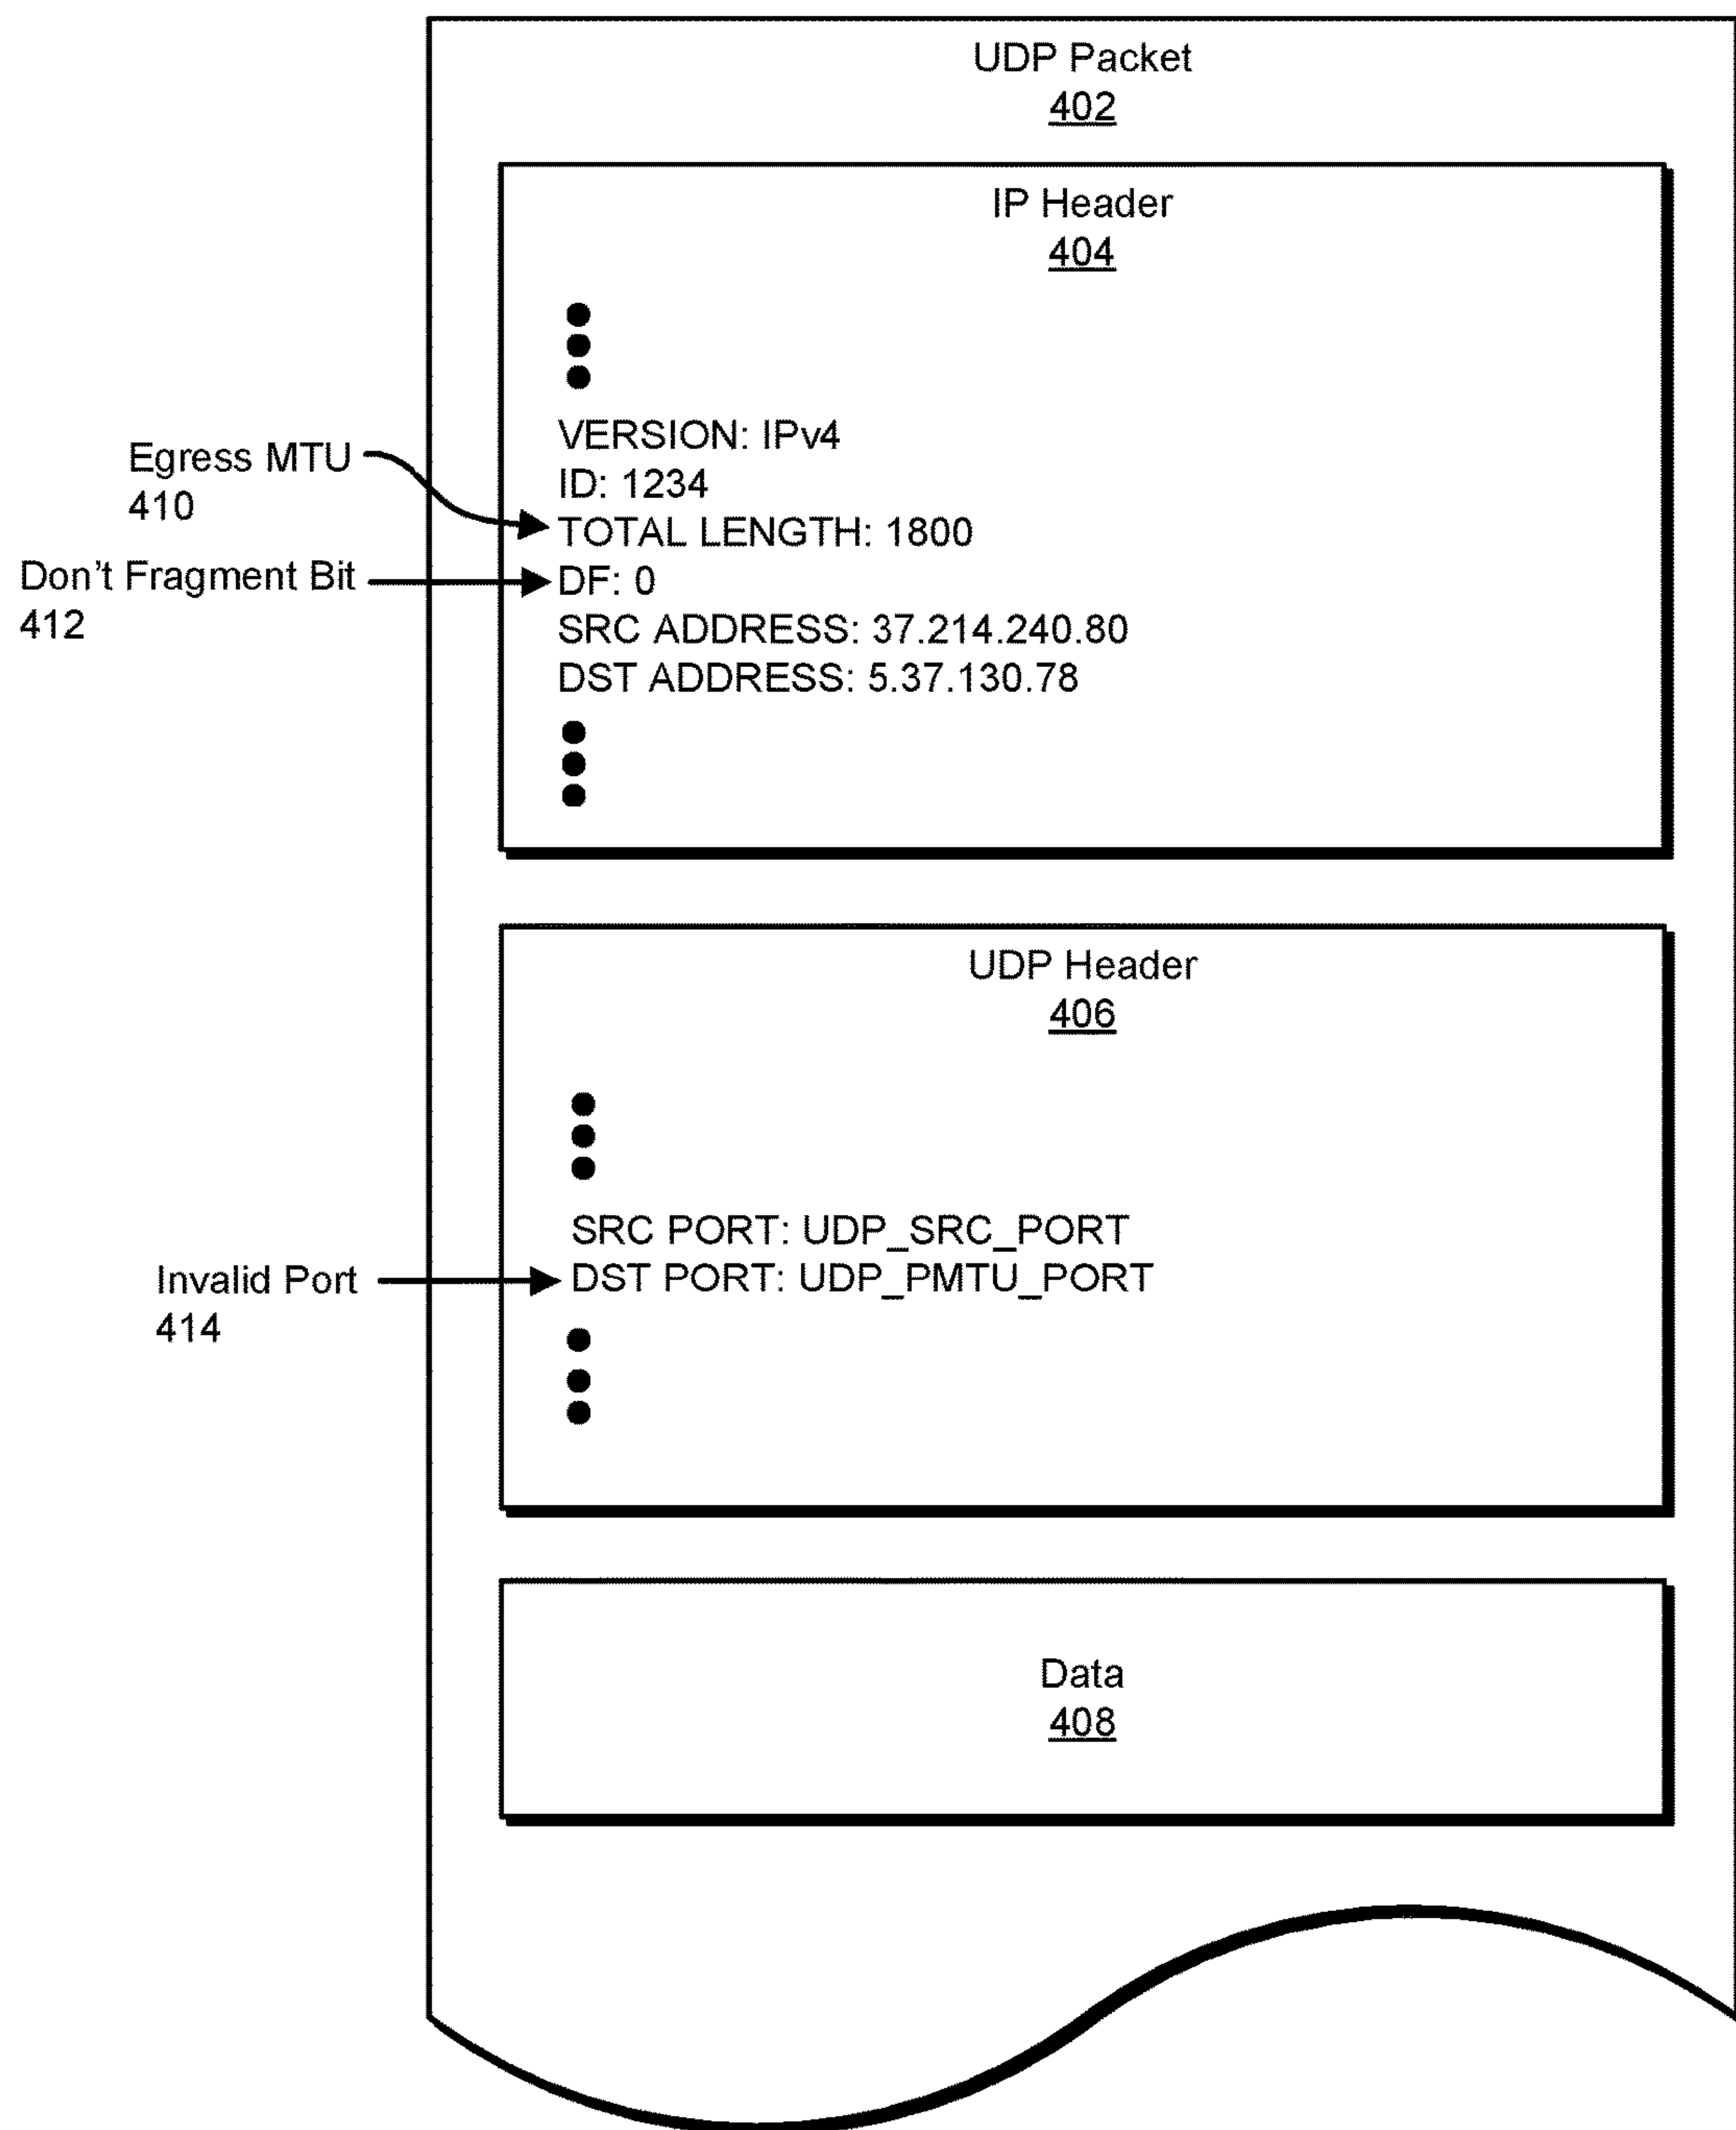 UDP Packet
402
IP Header
404
VERSION: IPv4
Egress MTU
410
ID: 1234
TOTAL LENGTH: 1800
Don't Fragment Bit
412
DF: 0
SRC ADDRESS: 37.214.240.80
DST ADDRESS: 5.37.130.78
UDP Header
406
SRC PORT: UDP_SRC_PORT
Invalid Port
414
DST PORT: UDP_PMTU_PORT
Data
408